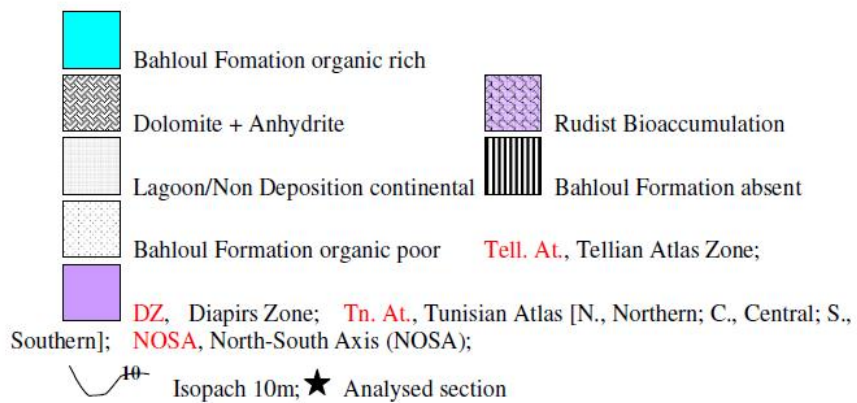 Bahloul Fomation organic rich
Dolomite + Anhydrite
Rudist Bioaccumulation
Lagoon/Non Deposition continental
Bahloul Formation absent
Bahloul Formation organic poor
Tell. At., Tellian Atlas Zone;
DZ, Diapirs Zone; Tn. At., Tunisian Atlas [N., Northern; C., Central; S.,
Southern]; NOSA, North-South Axis (NOSA);
10
Isopach 10m; ★ Analysed section